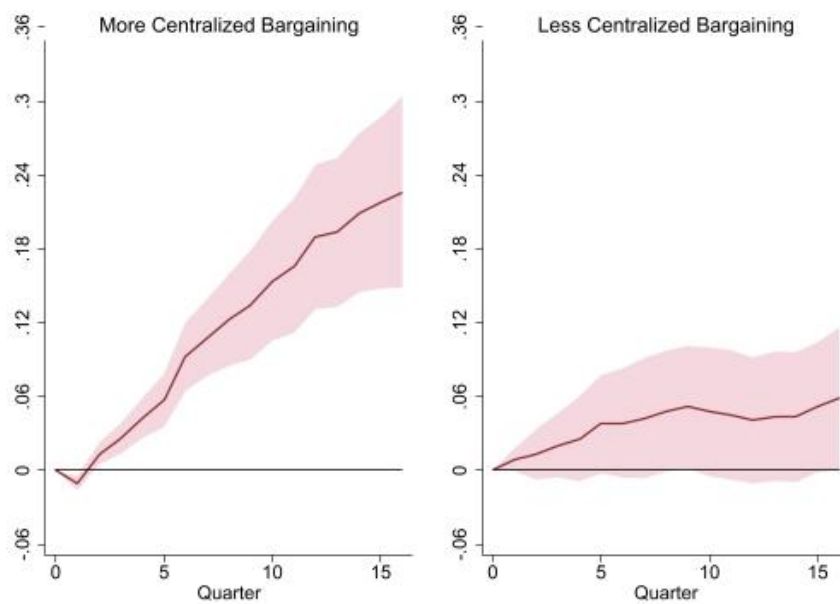 More Centralized Bargaining
.36
.3
.24
.18
.12
.06
0
-.06
0 5 10 15
Quarter
Less Centralized Bargaining
.36
.3
.24
.18
.12
.06
0
-.06
0 5 10 15
Quarter